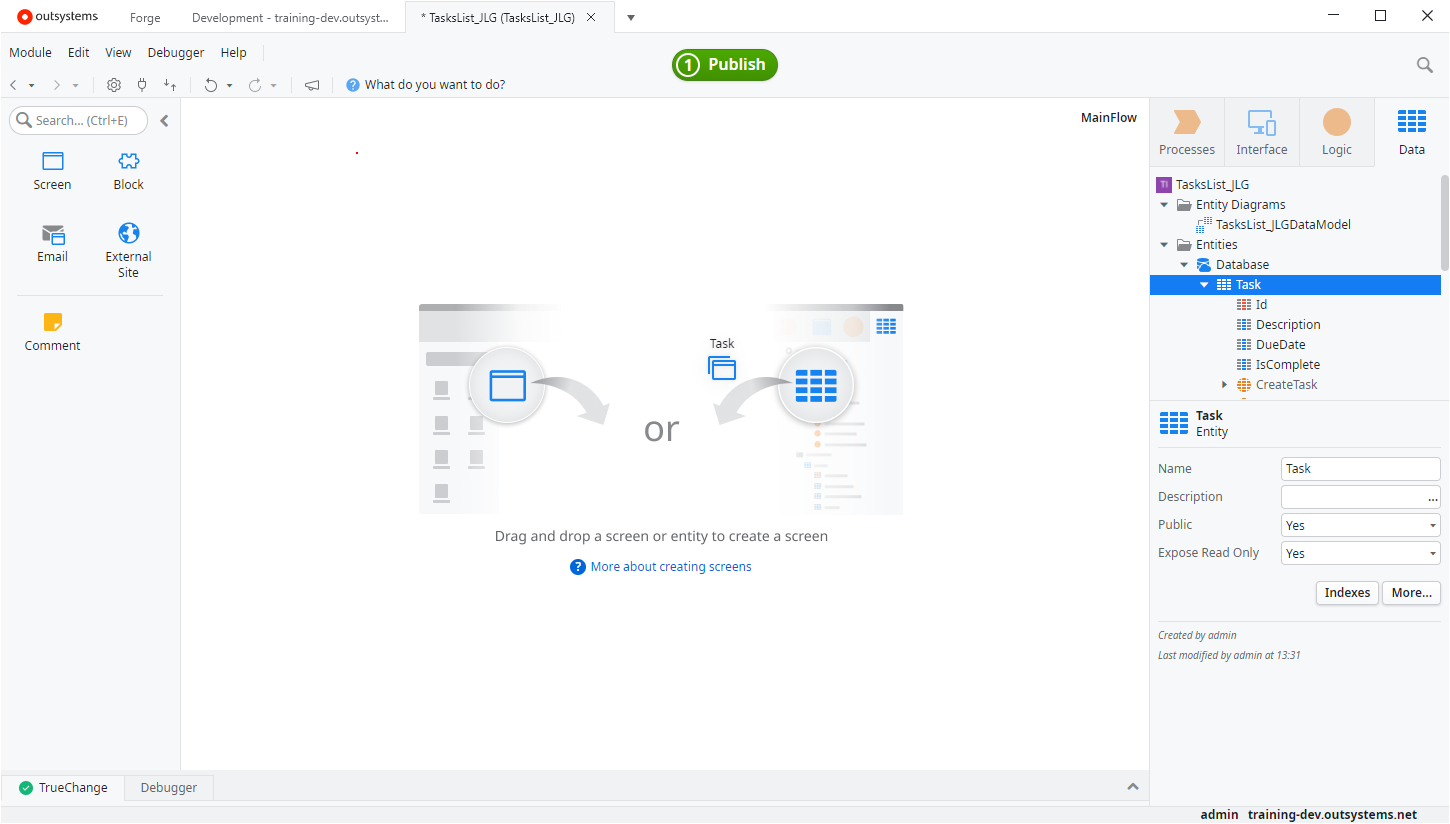 outsystems
Forge
Development - training-dev.outsyst...
* TasksList_JLG (TasksList_JLG)
Module Edit View Debugger Help
1 Publish
? What do you want to do?
Search... (Ctrl+E)
Screen
Block
Email
External
Site
Comment
MainFlow
Task
or
Drag and drop a screen or entity to create a screen
? More about creating screens
Processes
Interface
Logic
Data
TI TasksList_JLG
Entity Diagrams
TasksList_JLGDataModel
Entities
Database
Task
Id
Description
DueDate
IsComplete
CreateTask
Task
Entity
Name Task
Description ...
Public Yes
Expose Read Only Yes
Indexes More...
Created by admin
Last modified by admin at 13:31
TrueChange
Debugger
admin training-dev.outsystems.net